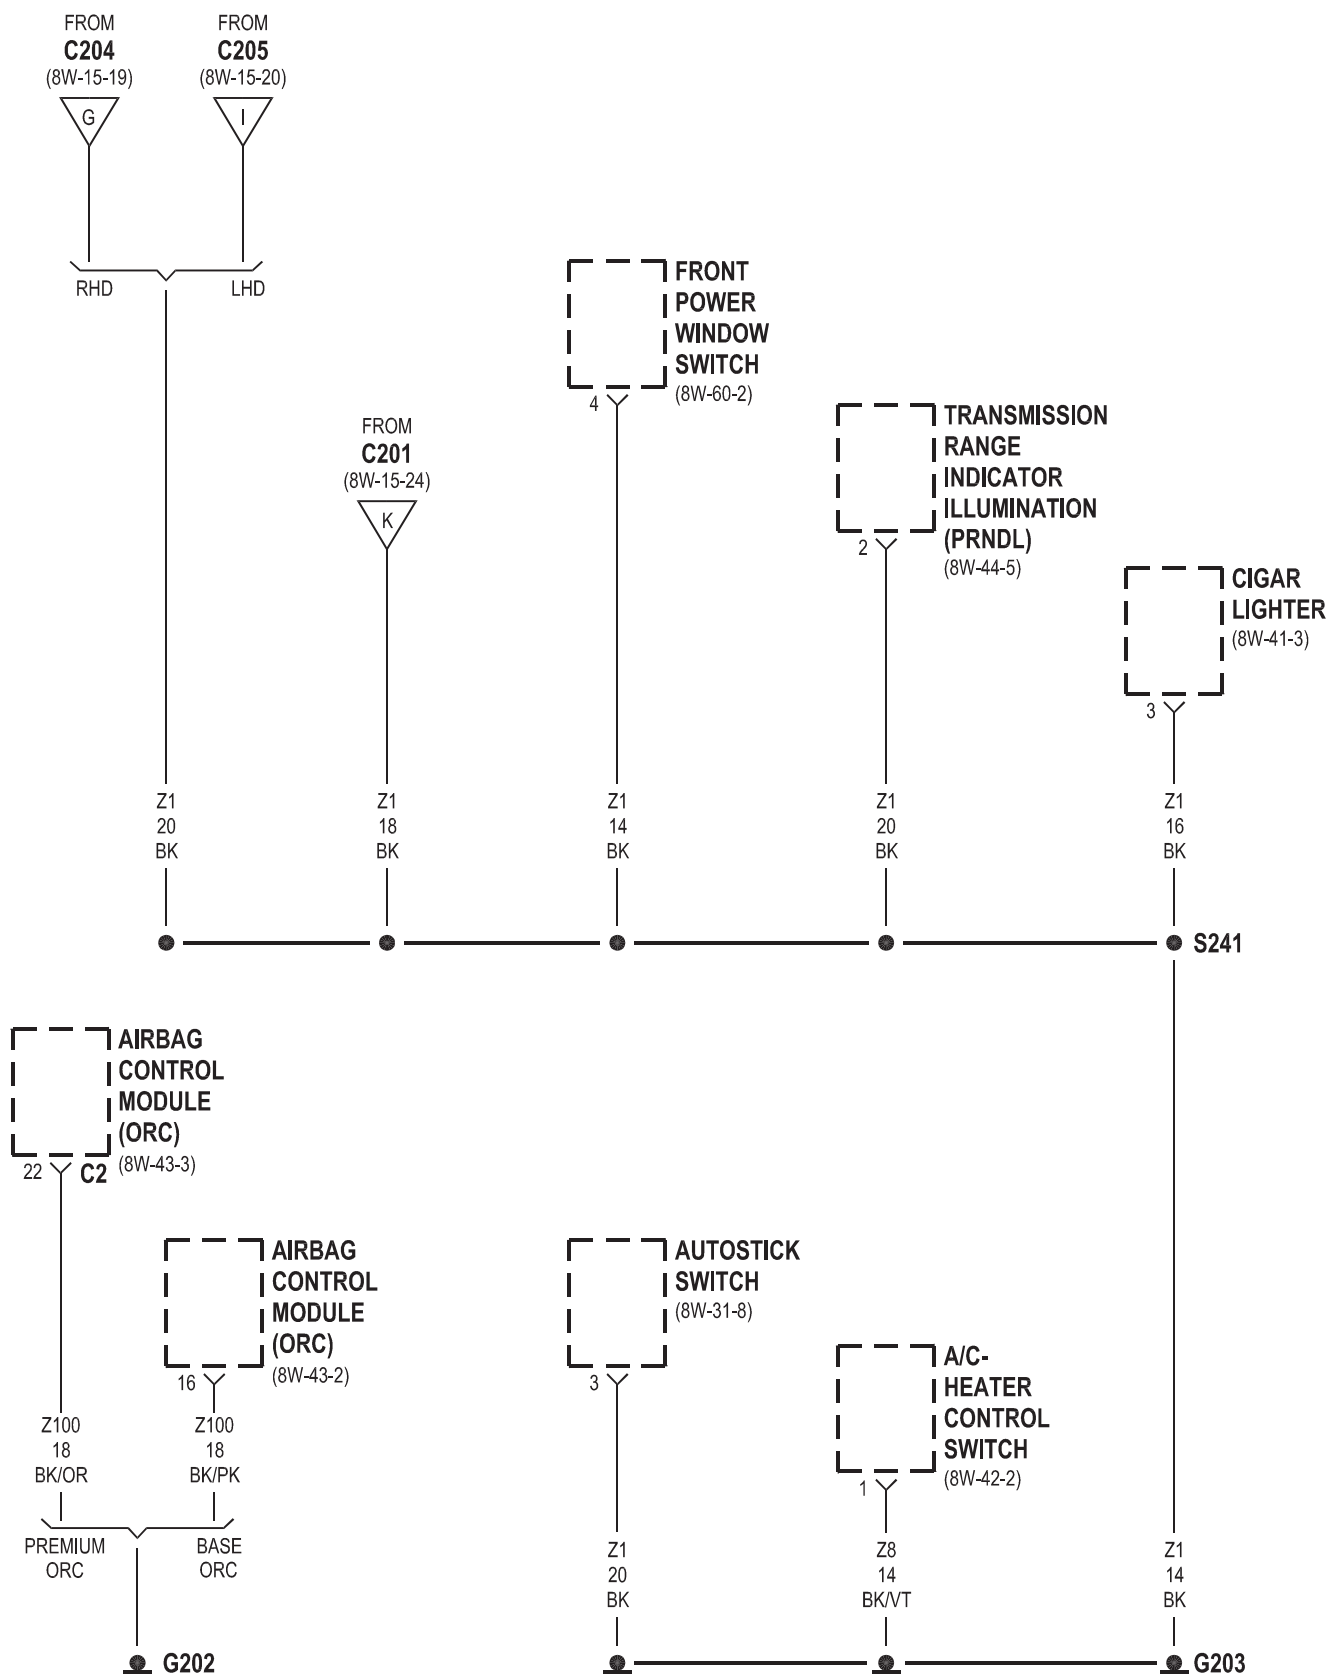 FROM
C204
(8W-15-19)
G
FROM
C205
(8W-15-20)
I
RHD
LHD
FRONT
POWER
WINDOW
SWITCH
(8W-60-2)
4
FROM
C201
(8W-15-24)
K
TRANSMISSION
RANGE
INDICATOR
ILLUMINATION
(PRNDL)
(8W-44-5)
2
CIGAR
LIGHTER
(8W-41-3)
3
Z1
20
BK
Z1
18
BK
Z1
14
BK
Z1
20
BK
Z1
16
BK
S241
AIRBAG
CONTROL
MODULE
(ORC)
(8W-43-3)
22
C2
AIRBAG
CONTROL
MODULE
(ORC)
(8W-43-2)
16
AUTOSTICK
SWITCH
(8W-31-8)
3
A/C-
HEATER
CONTROL
SWITCH
(8W-42-2)
1
Z100
18
BK/OR
Z100
18
BK/PK
PREMIUM
ORC
BASE
ORC
Z1
20
BK
Z8
14
BK/VT
Z1
14
BK
G202
G203